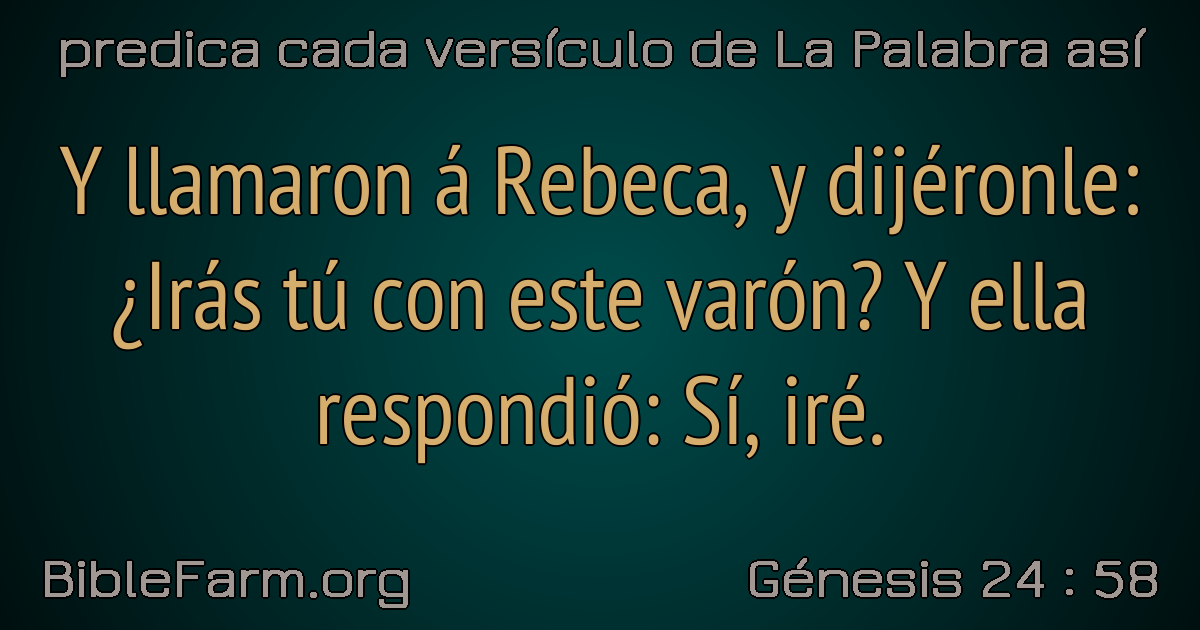 predica cada versículo de La Palabra así
Y llamaron á Rebeca, y dijéronle:
¿Irás tú con este varón? Y ella
respondió: Sí, iré.
BibleFarm.org
Génesis 24 : 58